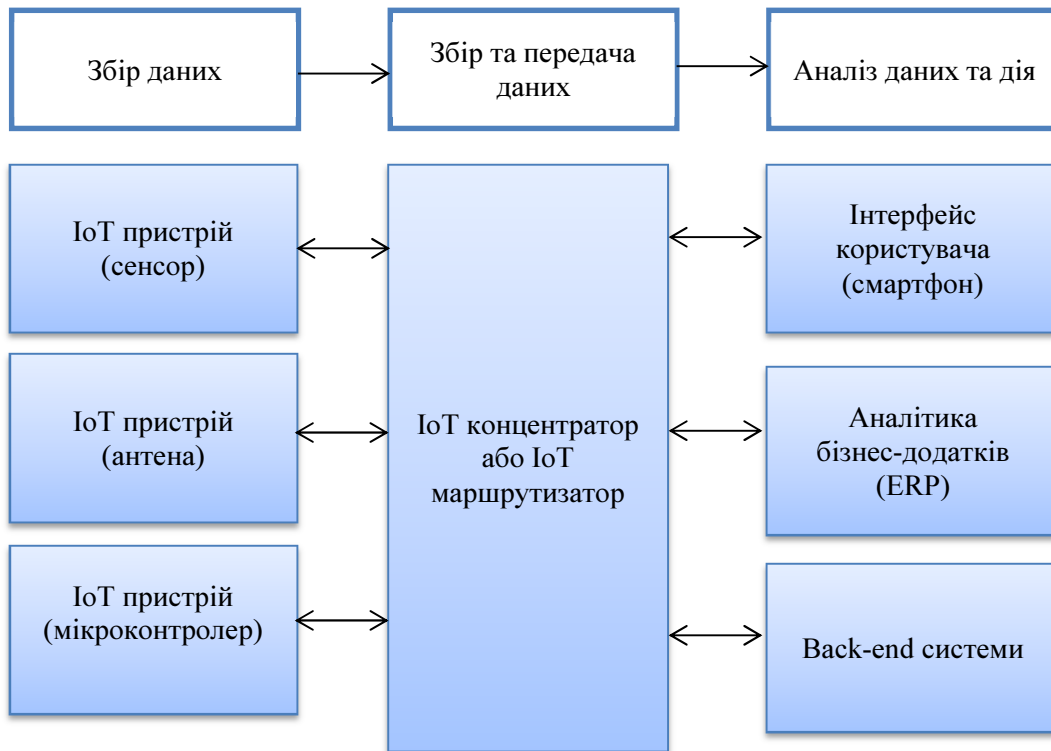 Збір даних
Збір та передача
даних
Аналіз даних та дія
IoT пристрій
(сенсор)
IoT пристрій
(антена)
IoT пристрій
(мікроконтролер)
IoT концентратор
або IoT
маршрутизатор
Інтерфейс
користувача
(смартфон)
Аналітика
бізнес-додатків
(ERP)
Back-end системи